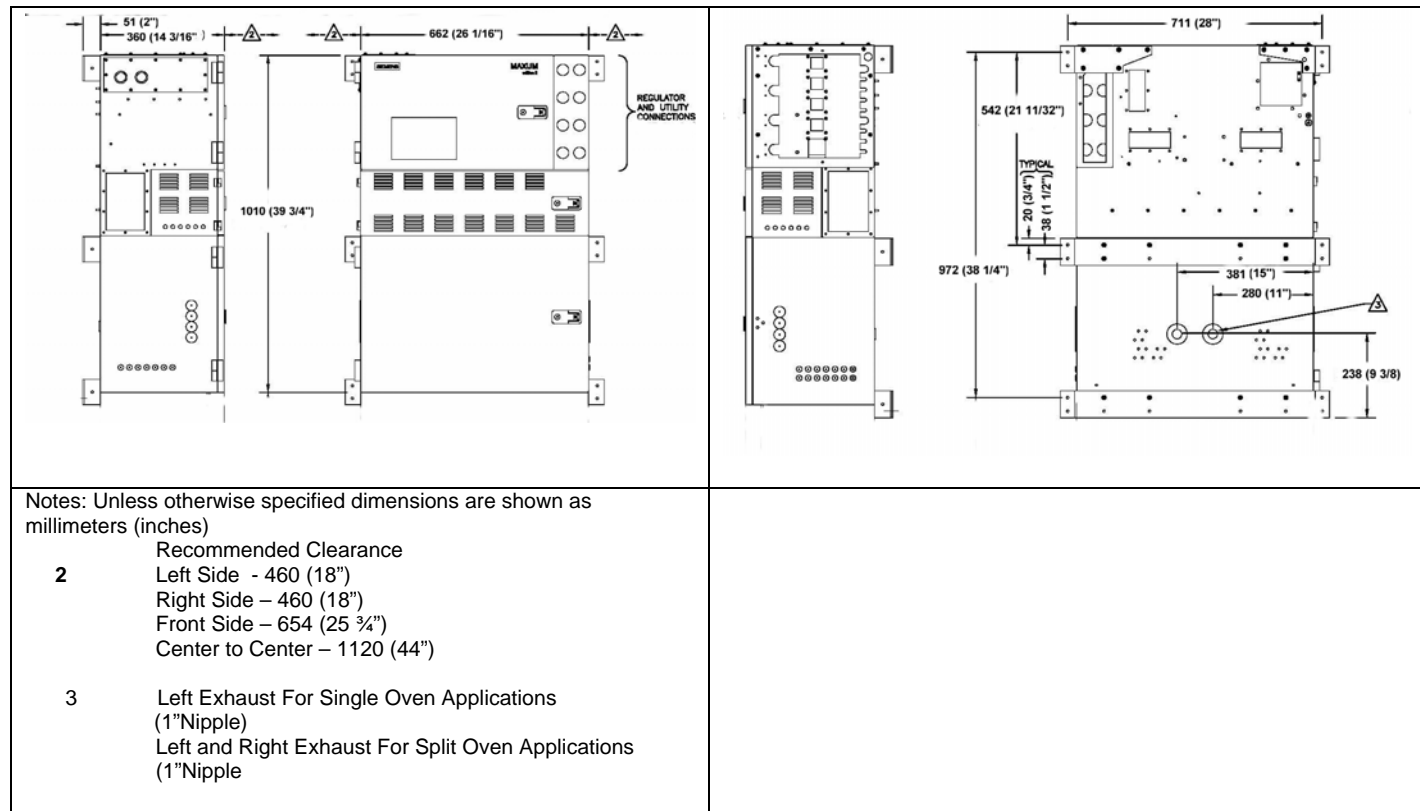 51 (2")
360 (14 3/16" )
2
2
662 (26 1/16")
2
SIEMENS
MAXUM
edition II
REGULATOR
AND UTILITY
CONNECTIONS
1010 (39 3/4")
711 (28")
542 (21 11/32")
TYPICAL
20 (3/4")
38 (1 1/2")
972 (38 1/4")
381 (15")
280 (11")
3
238 (9 3/8)
Notes: Unless otherwise specified dimensions are shown as
millimeters (inches)
Recommended Clearance
2 Left Side - 460 (18")
Right Side – 460 (18")
Front Side – 654 (25 ¾")
Center to Center – 1120 (44")
3 Left Exhaust For Single Oven Applications
(1"Nipple)
Left and Right Exhaust For Split Oven Applications
(1"Nipple